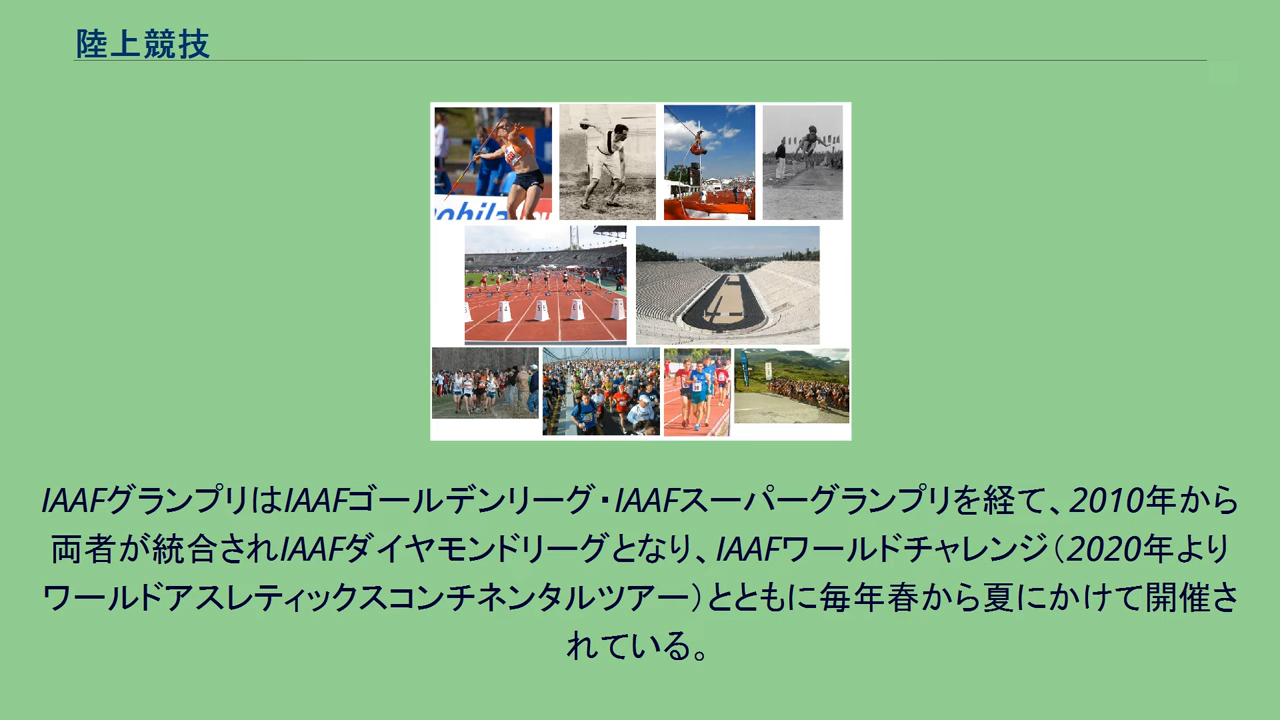 陸上競技
IAAFグランプリはIAAFゴールデンリーグ・IAAFスーパーグランプリを経て、2010年から
両者が統合されIAAFダイヤモンドリーグとなり、IAAFワールドチャレンジ（2020年より
ワールドアスレティックスコンチネンタルツアー）とともに毎年春から夏にかけて開催さ
れている。